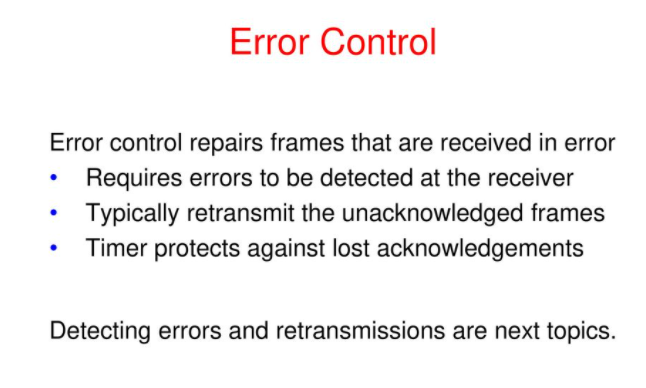 Error Control
Error control repairs frames that are received in error
• Requires errors to be detected at the receiver
• Typically retransmit the unacknowledged frames
• Timer protects against lost acknowledgements
Detecting errors and retransmissions are next topics.